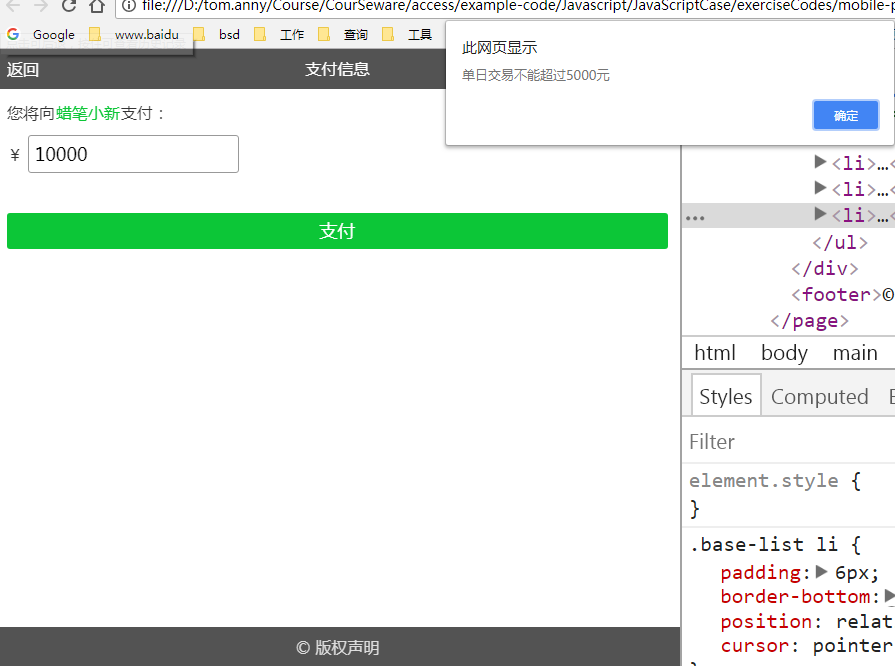 file:///D:/tom.anny/Course/CourSeware/access/example-code/Javascript/JavaScriptCase/exerciseCodes/mobile-p
Google www.baidu bsd 工作 查询 工具
此网页显示
单日交易不能超过5000元
确定
返回 支付信息
您将向蜡笔小新支付：
¥ 10000
支付
© 版权声明
▶<li>…<
▶<li>…<
… ▶<li>…<
</ul>
</div>
<footer>©
</page>
html body main
Styles Computed
Filter
element.style {
}
.base-list li {
padding:▶ 6px;
border-bottom:▶
position: relat
cursor: pointer